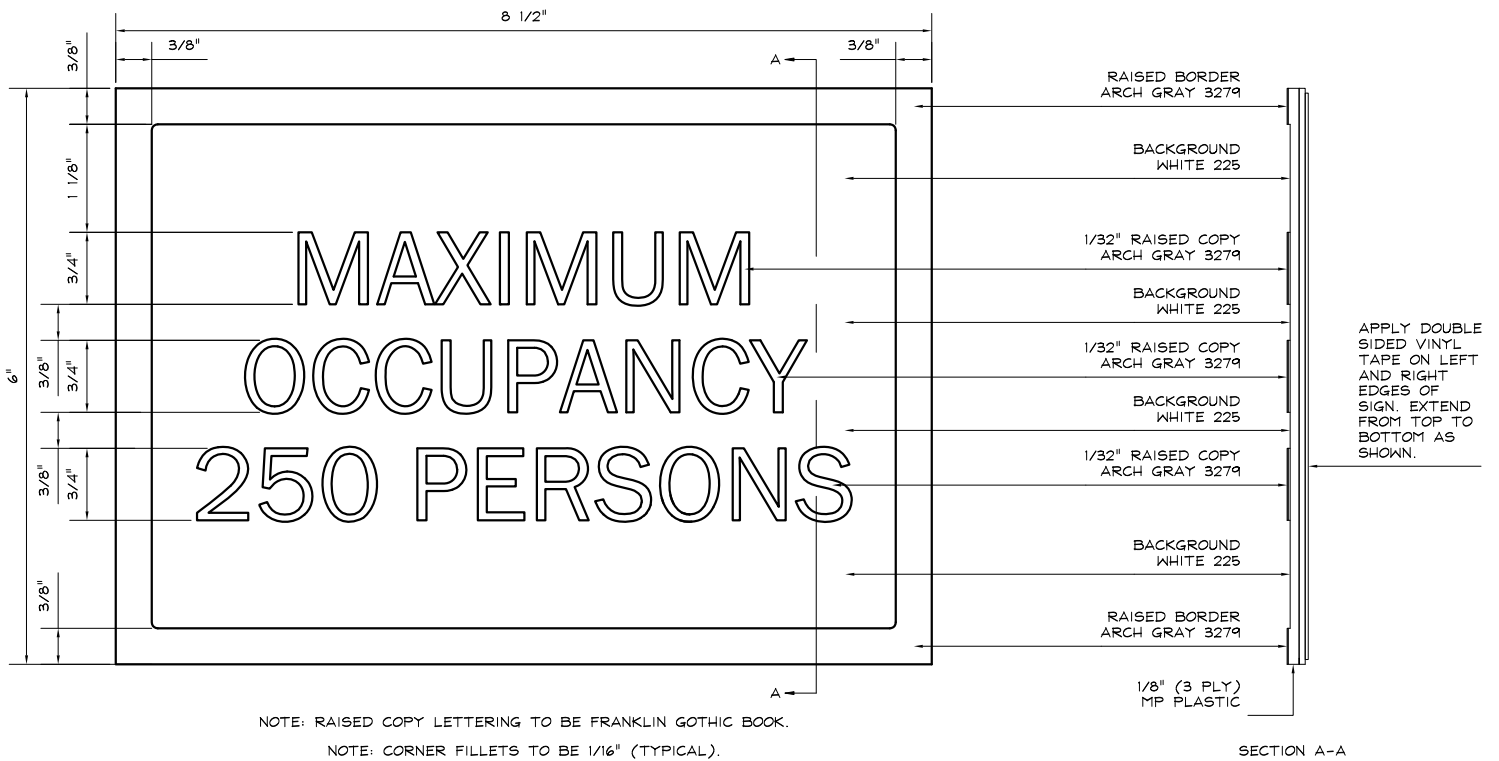 8 1/2"
3/8"
3/8"
3/8"
A
RAISED BORDER
ARCH GRAY 3279
1 1/8"
BACKGROUND
WHITE 225
MAXIMUM
3/4"
1/32" RAISED COPY
ARCH GRAY 3279
BACKGROUND
WHITE 225
6"
3/8"
3/4"
OCCUPANCY
1/32" RAISED COPY
ARCH GRAY 3279
APPLY DOUBLE
SIDED VINYL
TAPE ON LEFT
AND RIGHT
EDGES OF
SIGN. EXTEND
FROM TOP TO
BOTTOM AS
SHOWN.
BACKGROUND
WHITE 225
3/8"
3/4"
250 PERSONS
1/32" RAISED COPY
ARCH GRAY 3279
BACKGROUND
WHITE 225
3/8"
RAISED BORDER
ARCH GRAY 3279
A
1/8" (3 PLY)
MP PLASTIC
NOTE: RAISED COPY LETTERING TO BE FRANKLIN GOTHIC BOOK.
NOTE: CORNER FILLETS TO BE 1/16" (TYPICAL).
SECTION A-A